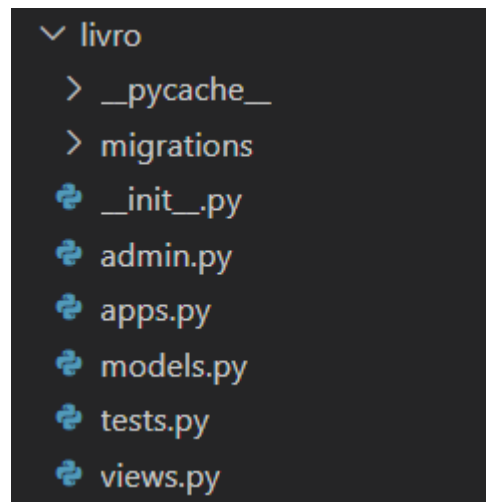 livro
__pycache__
migrations
__init__.py
admin.py
apps.py
models.py
tests.py
views.py